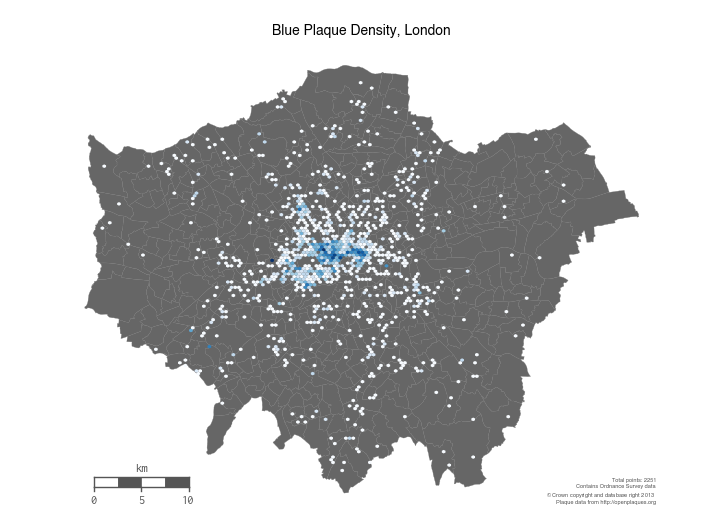 Blue Plaque Density, London
km
0 5 10
Total points: 2251
Contains Ordnance Survey data
© Crown copyright and database right 2013
Plaque data from http://openplaques.org